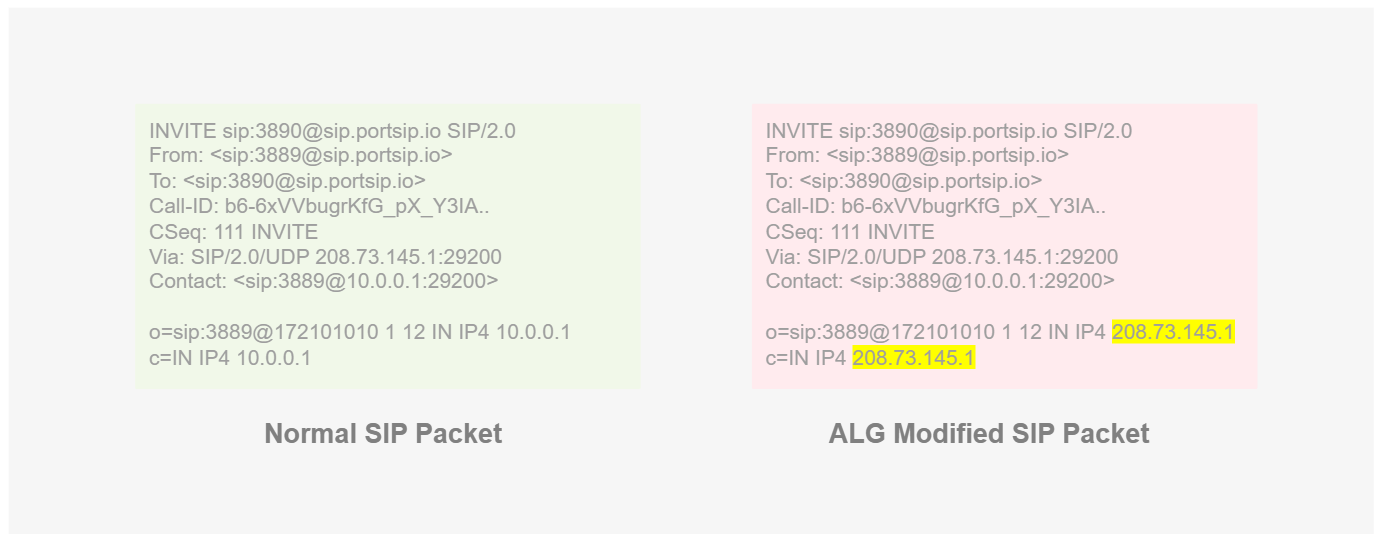 INVITE sip:3890@sip.portsip.io SIP/2.0
From: <sip:3889@sip.portsip.io>
To: <sip:3890@sip.portsip.io>
Call-ID: b6-6xVVbugrKfG_pX_Y3IA..
CSeq: 111 INVITE
Via: SIP/2.0/UDP 208.73.145.1:29200
Contact: <sip:3889@10.0.0.1:29200>
o=sip:3889@172101010 1 12 IN IP4 10.0.0.1
c=IN IP4 10.0.0.1
Normal SIP Packet
INVITE sip:3890@sip.portsip.io SIP/2.0
From: <sip:3889@sip.portsip.io>
To: <sip:3890@sip.portsip.io>
Call-ID: b6-6xVVbugrKfG_pX_Y3IA..
CSeq: 111 INVITE
Via: SIP/2.0/UDP 208.73.145.1:29200
Contact: <sip:3889@10.0.0.1:29200>
o=sip:3889@172101010 1 12 IN IP4 208.73.145.1
c=IN IP4 208.73.145.1
ALG Modified SIP Packet